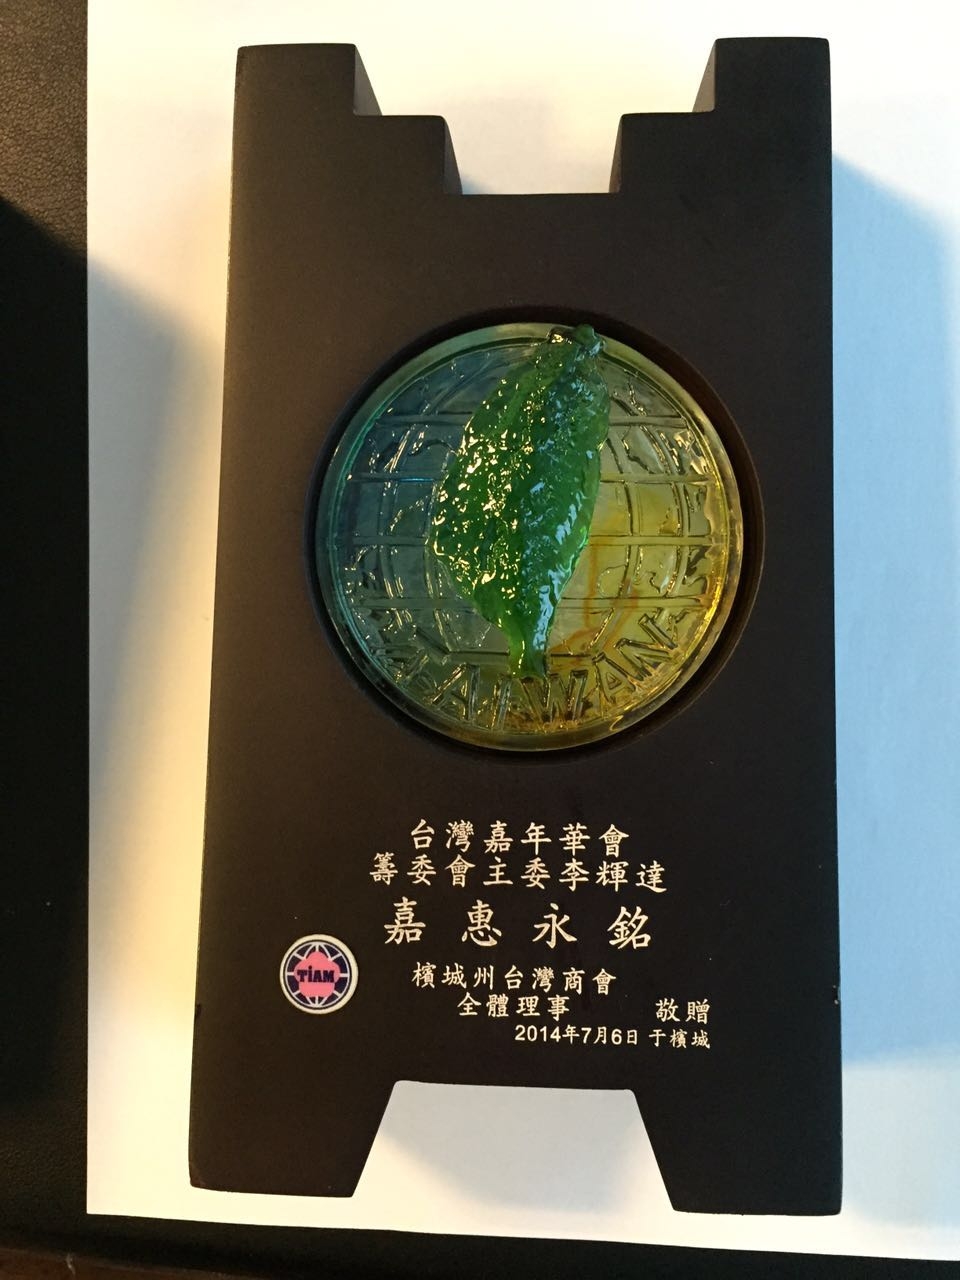 TAIWAN
台灣嘉年華會
籌委會主委李輝達
嘉惠永銘
TiAM
檳城州台灣商會
全體理事 敬贈
2014年7月6日 于檳城